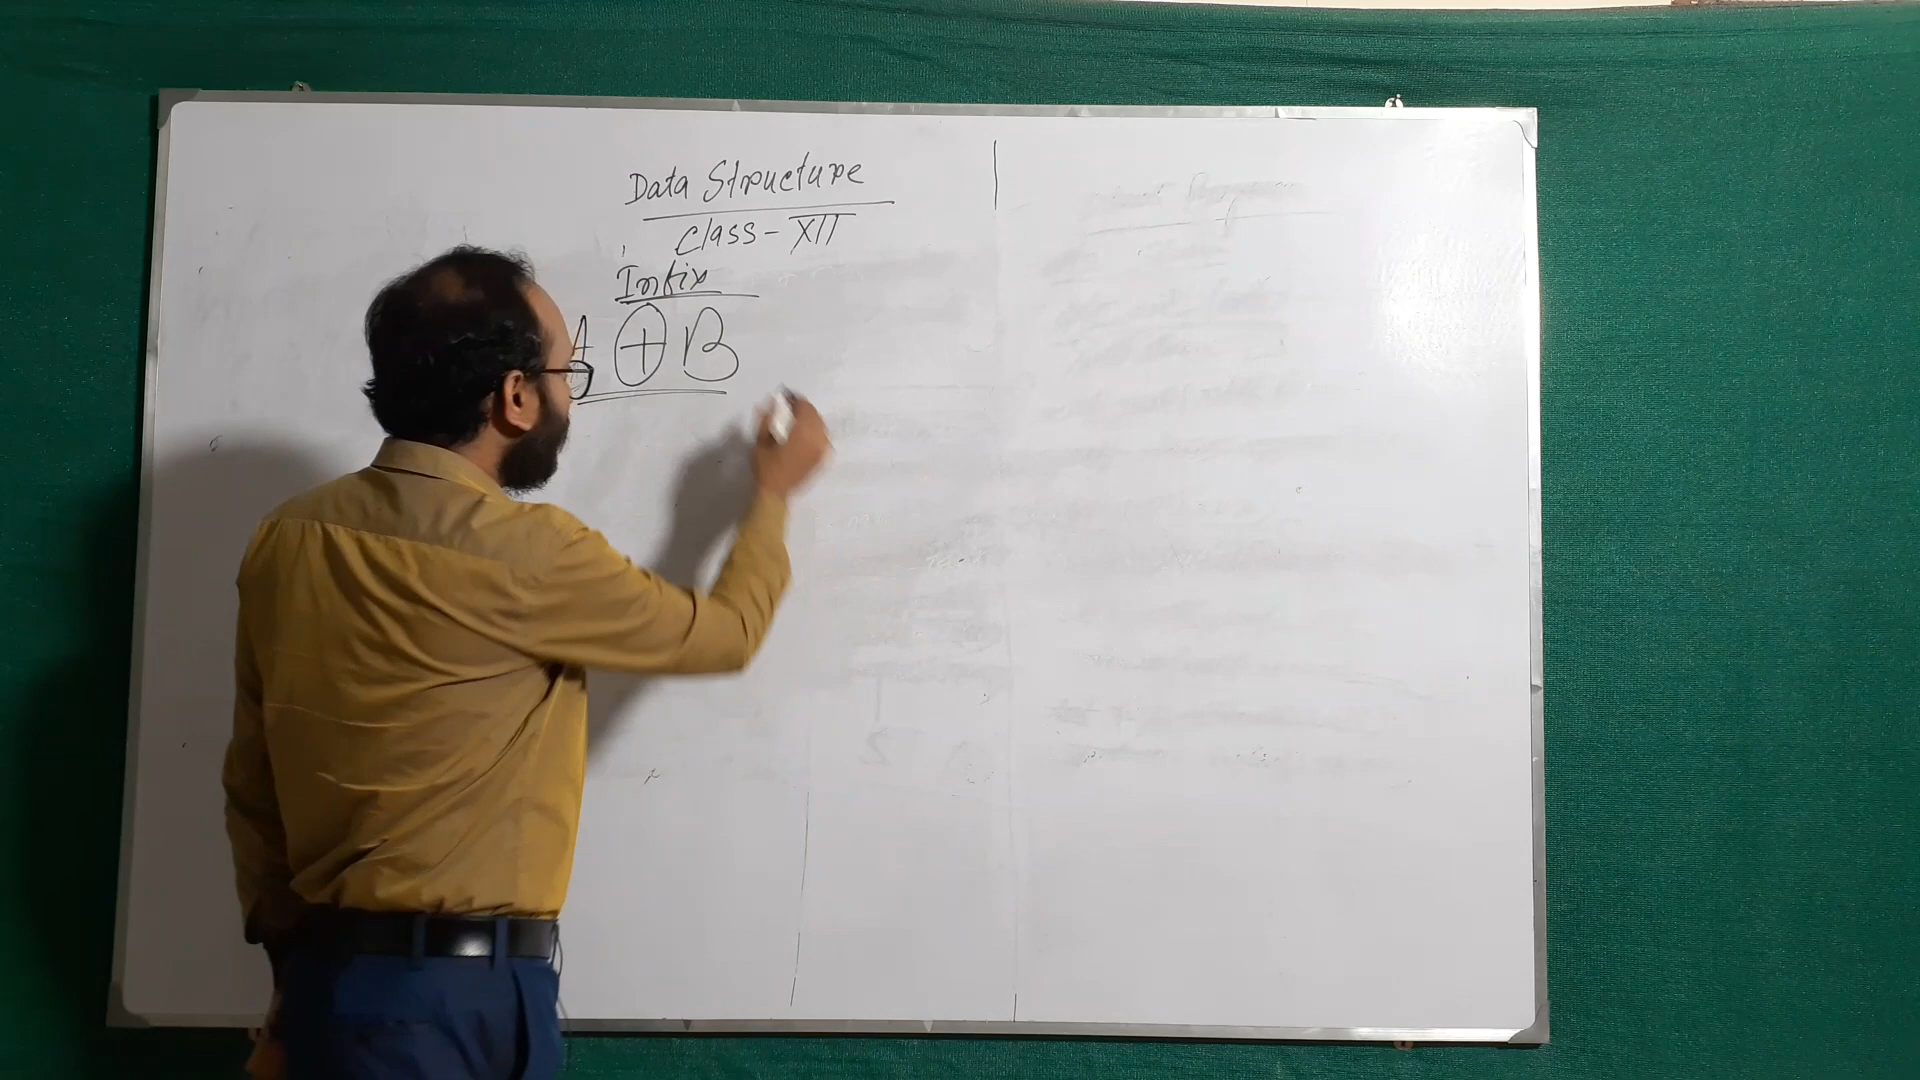 Data Structure
Class - XII
Infix
A + B